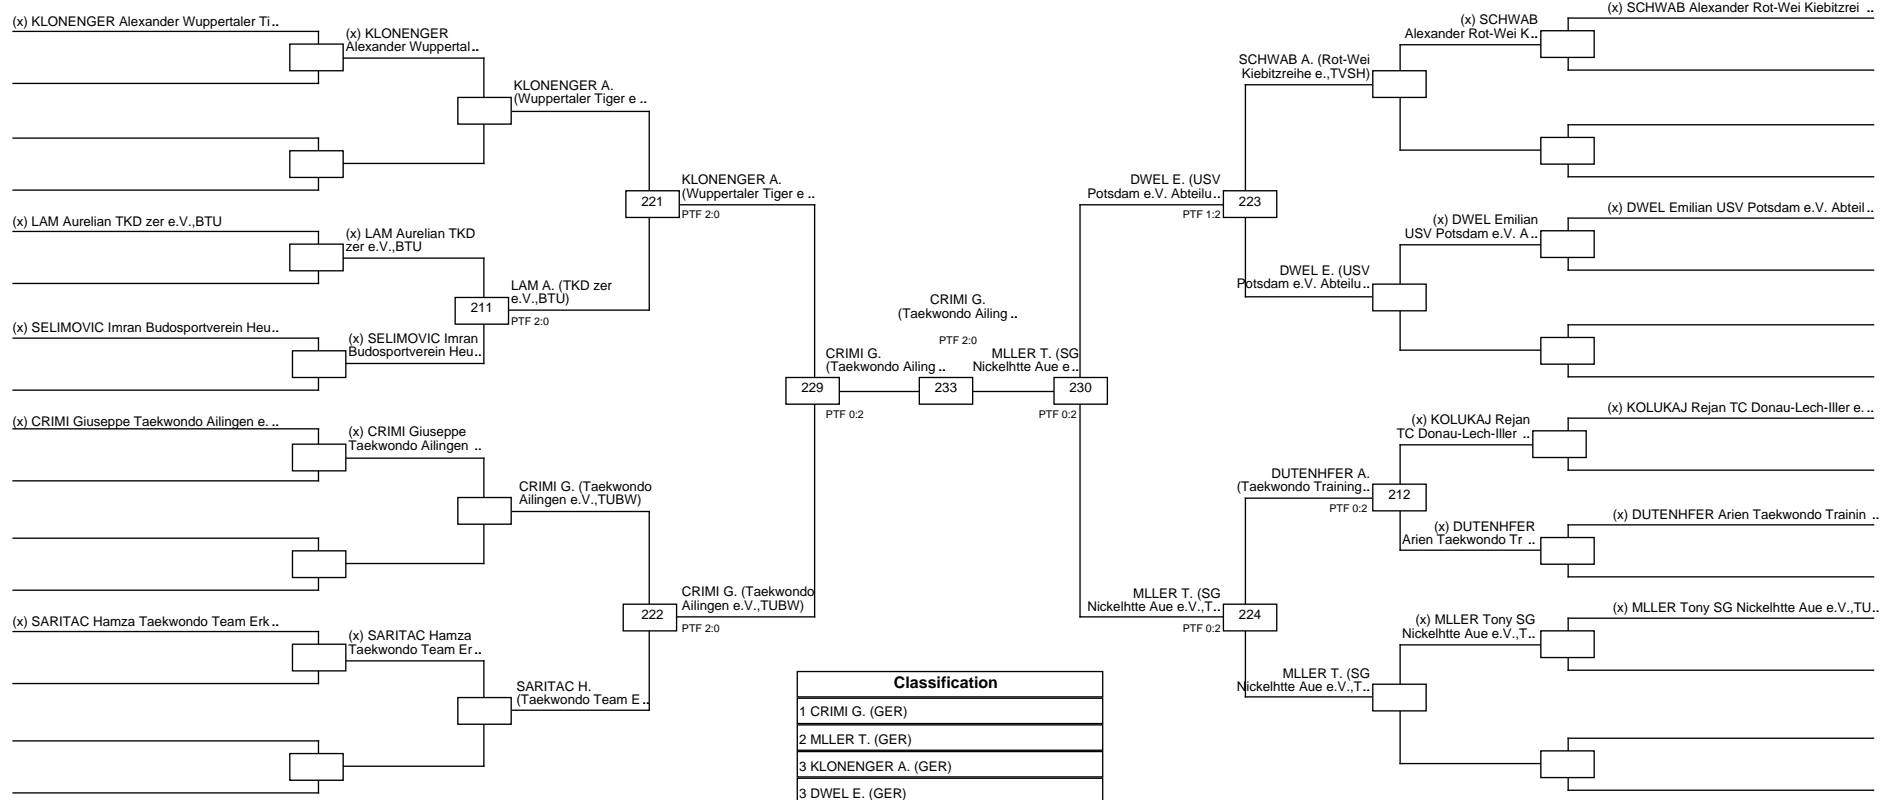 (x) KLONENGER Alexander Wuppertaler Ti..
(x) KLONENGER
Alexander Wuppertal..
KLONENGER A.
(Wuppertaler Tiger e ..
(x) LAM Aurelian TKD zer e.V.,BTU
(x) LAM Aurelian TKD
zer e.V.,BTU
LAM A. (TKD zer
e.V.,BTU)
211
PTF 2:0
(x) SELIMOVIC Imran Budosportverein Heu..
(x) SELIMOVIC Imran
Budosportverein Heu..
KLONENGER A.
(Wuppertaler Tiger e ..
221
PTF 2:0
(x) CRIMI Giuseppe Taekwondo Ailingen e. ..
(x) CRIMI Giuseppe
Taekwondo Ailingen ..
CRIMI G. (Taekwondo
Ailingen e.V.,TUBW)
(x) SARITAC Hamza Taekwondo Team Erk ..
(x) SARITAC Hamza
Taekwondo Team Er ..
SARITAC H.
(Taekwondo Team E ..
CRIMI G. (Taekwondo
Ailingen e.V.,TUBW)
222
PTF 2:0
CRIMI G.
(Taekwondo Ailing ..
229
PTF 0:2
CRIMI G.
(Taekwondo Ailing ..
PTF 2:0
233
MLLER T. (SG
Nickelhtte Aue e..
230
PTF 0:2
DWEL E. (USV
Potsdam e.V. Abteilu..
223
PTF 1:2
SCHWAB A. (Rot-Wei
Kiebitzreihe e.,TVSH)
(x) SCHWAB
Alexander Rot-Wei K..
(x) SCHWAB Alexander Rot-Wei Kiebitzrei ..
DWEL E. (USV
Potsdam e.V. Abteilu..
(x) DWEL Emilian
USV Potsdam e.V. A..
(x) DWEL Emilian USV Potsdam e.V. Abteil ..
MLLER T. (SG
Nickelhtte Aue e.V.,T..
224
PTF 0:2
DUTENHFER A.
(Taekwondo Training..
212
PTF 0:2
(x) KOLUKAJ Rejan
TC Donau-Lech-Iller ..
(x) KOLUKAJ Rejan TC Donau-Lech-Iller e. ..
(x) DUTENHFER
Arien Taekwondo Tr ..
(x) DUTENHFER Arien Taekwondo Trainin ..
MLLER T. (SG
Nickelhtte Aue e.V.,T..
(x) MLLER Tony SG
Nickelhtte Aue e.V.,T..
(x) MLLER Tony SG Nickelhtte Aue e.V.,TU..
Classification
1 CRIMI G. (GER)
2 MLLER T. (GER)
3 KLONENGER A. (GER)
3 DWEL E. (GER)